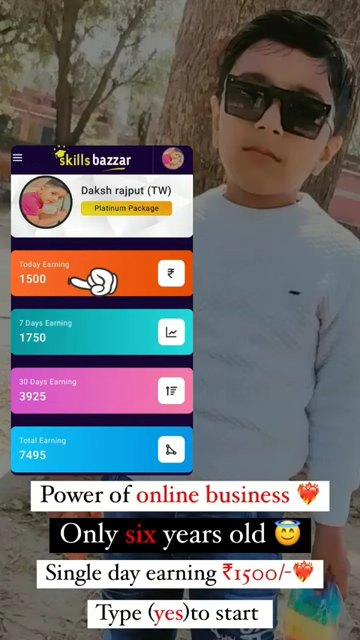 skills bazzar
Daksh rajput (TW)
Platinum Package
Today Earning
1500
₹
7 Days Earning
1750
30 Days Earning
3925
Total Earning
7495
Power of online business ❤️‍🔥
Only six years old 😇
Single day earning ₹1500/-❤️‍🔥
Type (yes)to start